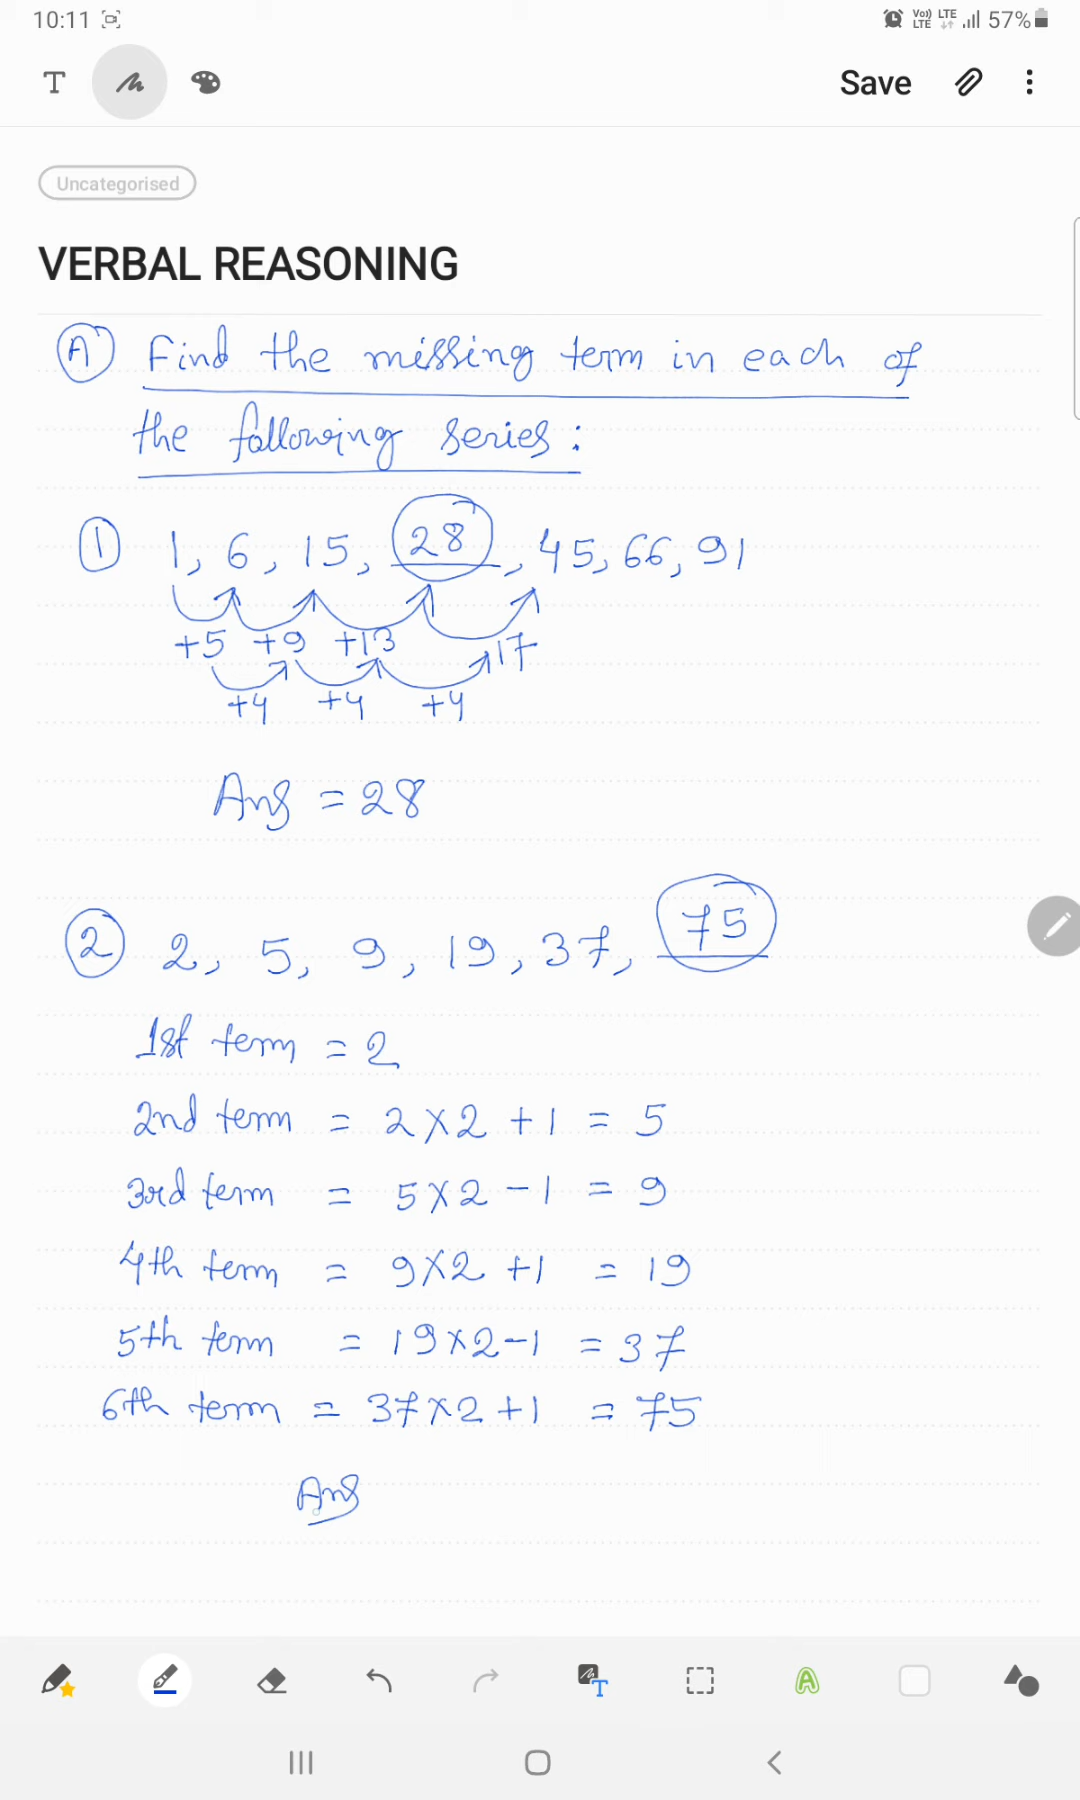 10:11 Vo)) LTE LTE 57%
T Save
Uncategorised
VERBAL REASONING
(A) Find the missing term in each of
the following series :
(1) 1, 6, 15, 28, 45, 66, 91
+5 +9 +13 17
+4 +4 +4
Ans = 28
(2) 2, 5, 9, 19, 37, 75
1st term = 2
2nd term = 2×2 +1 = 5
3rd term = 5×2 -1 = 9
4th term = 9×2 +1 = 19
5th term = 19×2-1 = 37
6th term = 37×2+1 = 75
Ans
T A